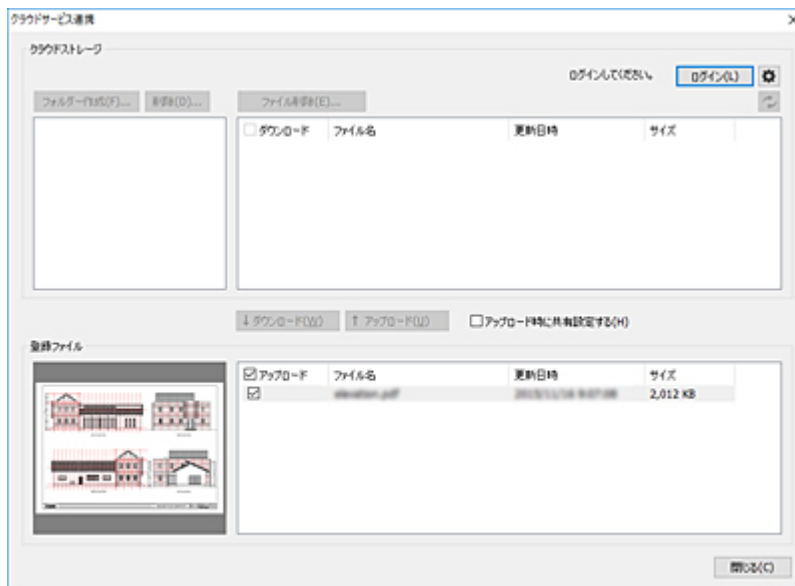 クラウドサービス連携
クラウドストレージ
ログインしてください。 ログイン(L)
フォルダー作成(F)... 削除(D)... ファイル削除(E)...
ダウンロード ファイル名 更新日時 サイズ
↓ダウンロード(W) ↑アップロード(U) アップロード時に共有設定する(H)
登録ファイル
アップロード ファイル名 更新日時 サイズ
elevation.pdf 2,012 KB
閉じる(C)